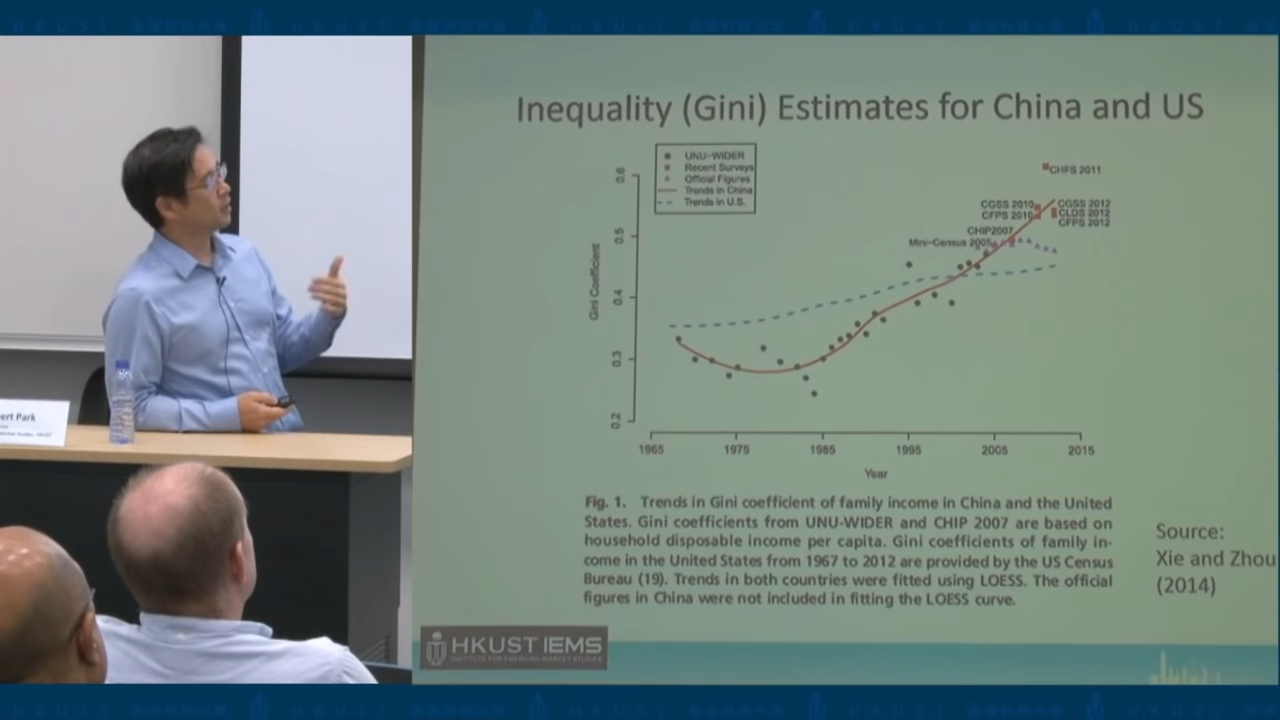 Inequality (Gini) Estimates for China and US
UNU-WIDER
Recent Surveys
Official Figures
Trends in China
Trends in U.S.
CHFS 2011
CGSS 2010
CFPS 2010
CGSS 2012
CLDS 2012
CFPS 2012
CHIP2007
Mini-Census 2005
Gini Coefficient
0.6
0.5
0.4
0.3
0.2
1965 1975 1985 1995 2005 2015
Year
Fig. 1. Trends in Gini coefficient of family income in China and the United
States. Gini coefficients from UNU-WIDER and CHIP 2007 are based on
household disposable income per capita. Gini coefficients of family in-
come in the United States from 1967 to 2012 are provided by the US Census
Bureau (19). Trends in both countries were fitted using LOESS. The official
figures in China were not included in fitting the LOESS curve.
Source:
Xie and Zhou
(2014)
ert Park
HKUST IEMS
INSTITUTE FOR EMERGING MARKET STUDIES